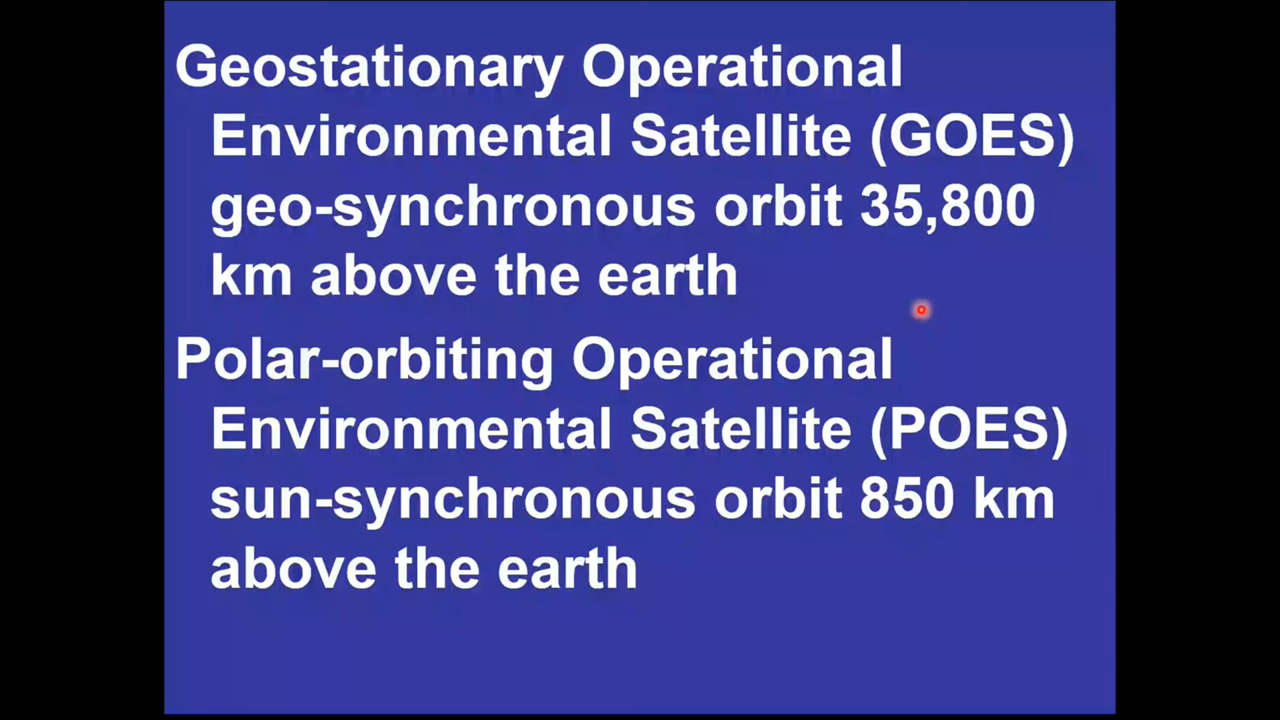 Geostationary Operational
Environmental Satellite (GOES)
geo-synchronous orbit 35,800
km above the earth
Polar-orbiting Operational
Environmental Satellite (POES)
sun-synchronous orbit 850 km
above the earth